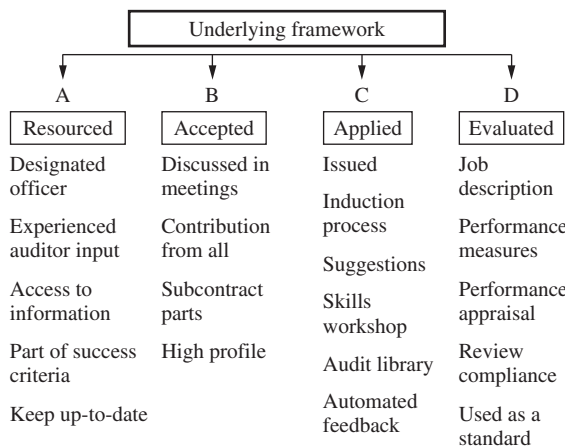 Underlying framework
A
B
C
D
Resourced
Accepted
Applied
Evaluated
Designated
officer
Experienced
auditor input
Access to
information
Part of success
criteria
Keep up-to-date
Discussed in
meetings
Contribution
from all
Subcontract
parts
High profile
Issued
Induction
process
Suggestions
Skills
workshop
Audit library
Automated
feedback
Job
description
Performance
measures
Performance
appraisal
Review
compliance
Used as a
standard